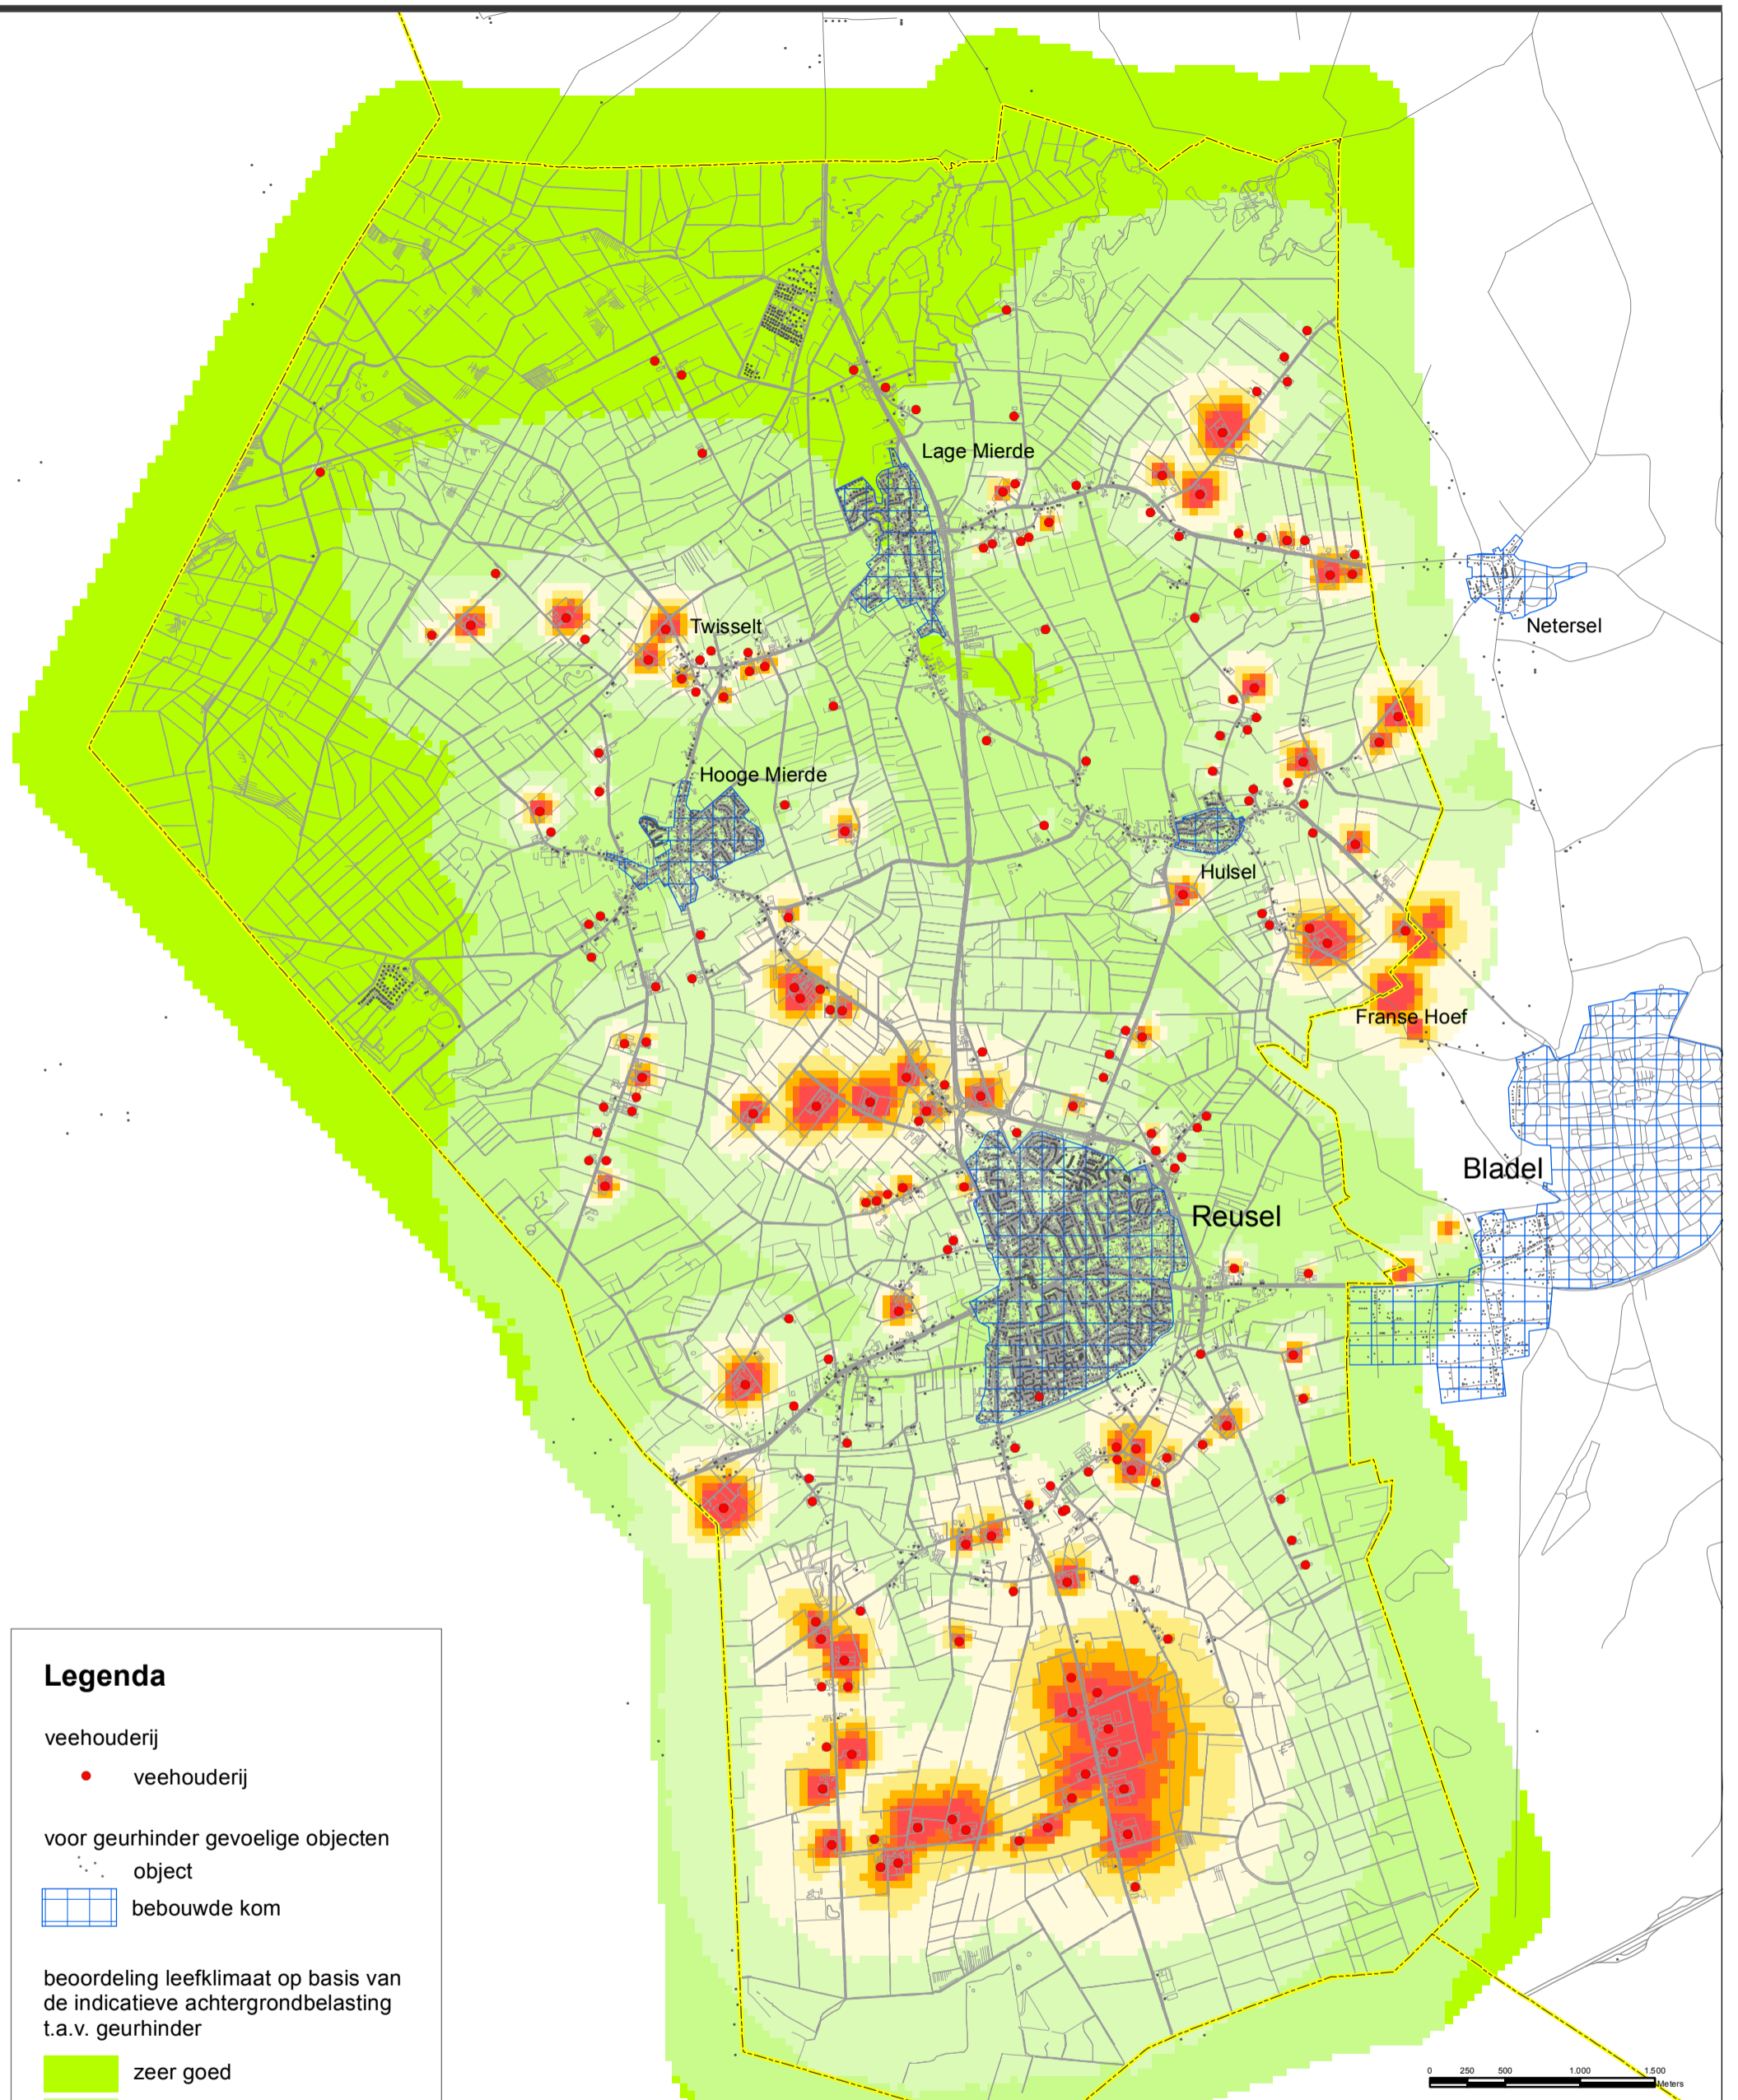 Lage Mierde
Twisselt
Netersel
Hooge Mierde
Hulsel
Franse Hoef
Bladel
Reusel
Legenda
veehouderij
veehouderij
voor geurhinder gevoelige objecten
object
bebouwde kom
beoordeling leefklimaat op basis van
de indicatieve achtergrondbelasting
t.a.v. geurhinder
zeer goed
0 250 500 1.000 1.500
Meters